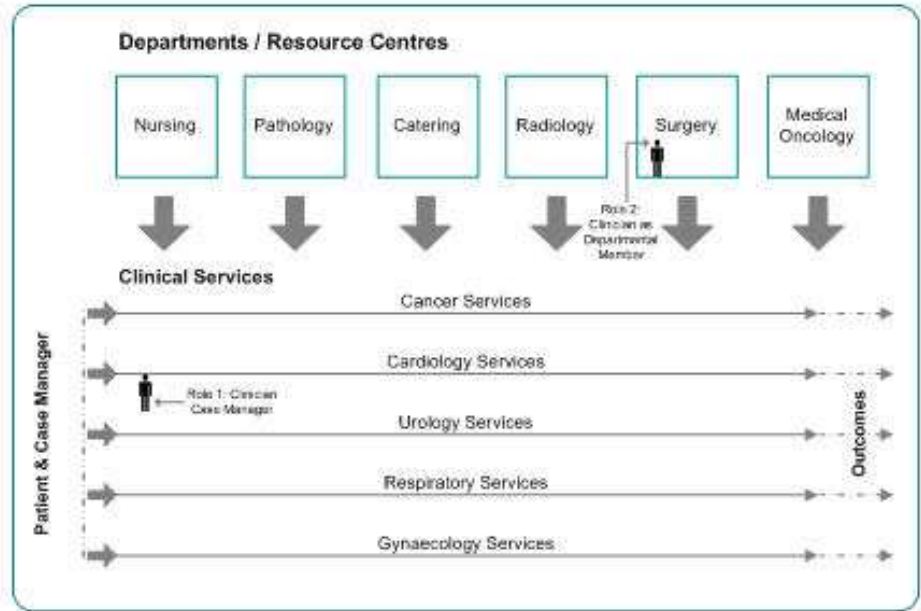 Departments / Resource Centres
Nursing
Pathology
Catering
Radiology
Surgery
Medical
Oncology
Role 2:
Clinician as
Departmental
Member
Clinical Services
Cancer Services
Cardiology Services
Role 1: Clinician
Case Manager
Urology Services
Respiratory Services
Gynaecology Services
Patient & Case Manager
Outcomes